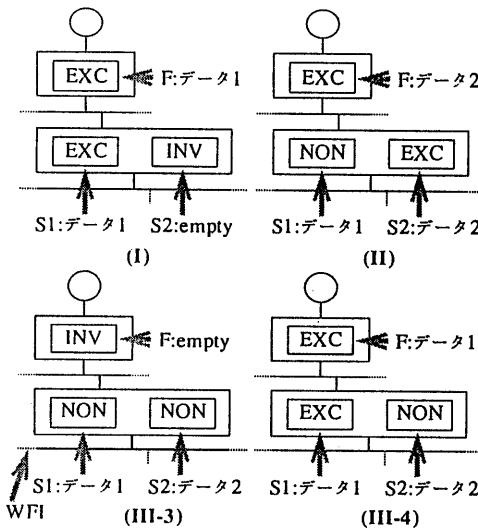 EXC
F:データ1
EXC INV
S1:データ1 S2:empty
(I)
EXC
F:データ2
NON EXC
S1:データ1 S2:データ2
(II)
INV
F:empty
NON NON
S1:データ1 S2:データ2
WFI
(III-3)
EXC
F:データ1
EXC NON
S1:データ1 S2:データ2
(III-4)